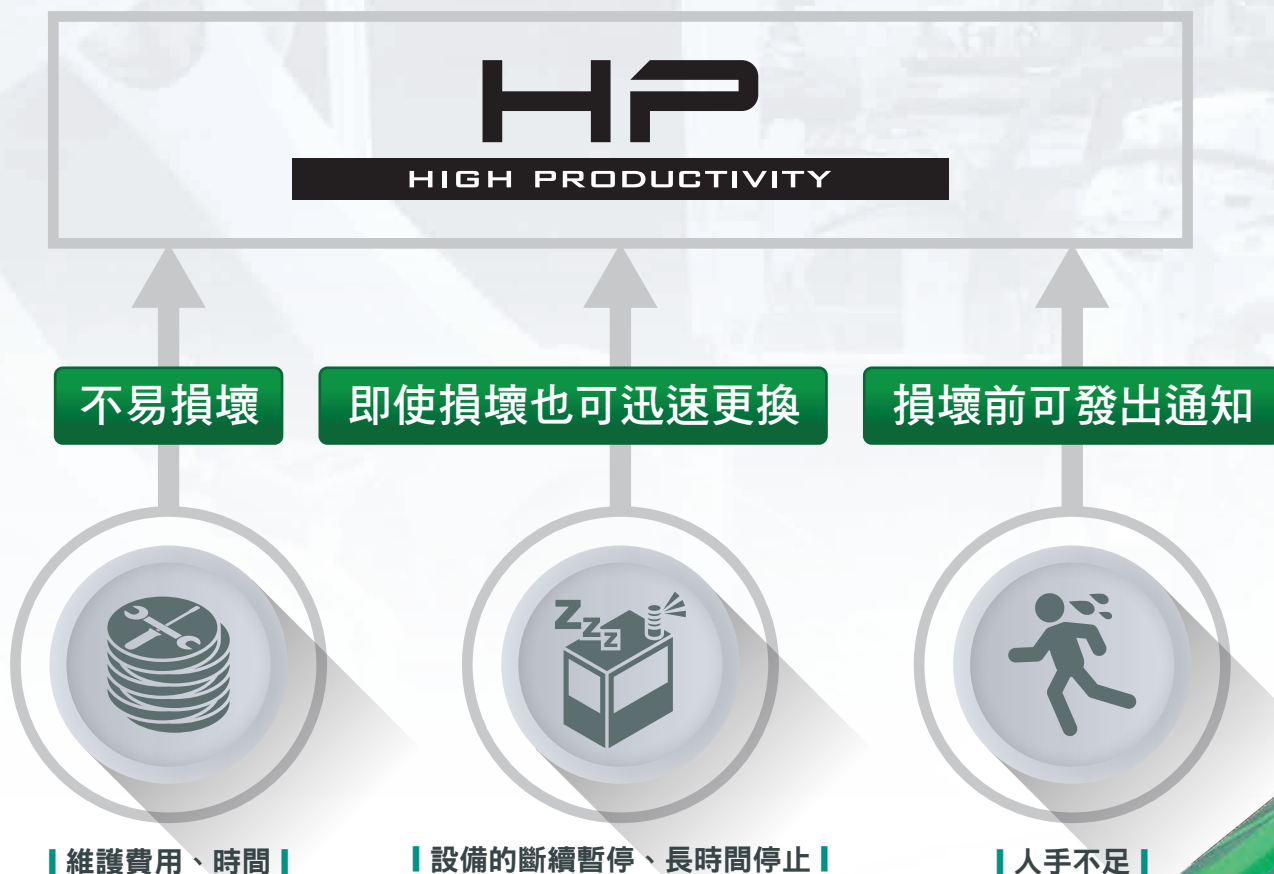 HP
HIGH PRODUCTIVITY
不易損壞
即使損壞也可迅速更換
損壞前可發出通知
Zzz
維護費用、時間
設備的斷續暫停、長時間停止
人手不足